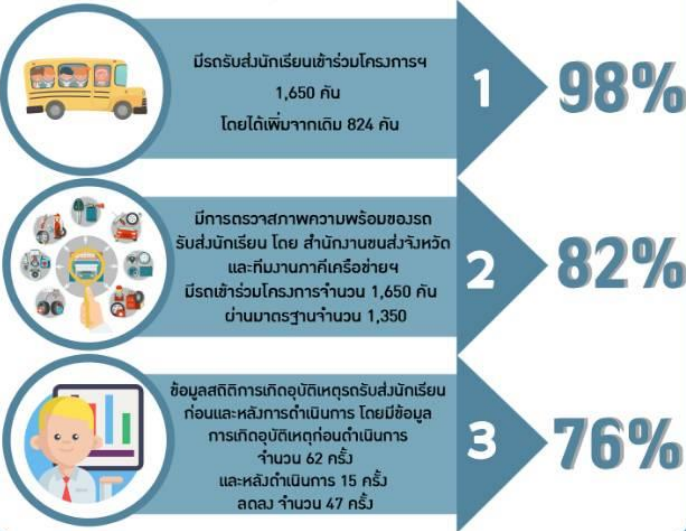 มีรถรับส่งนักเรียนเข้าร่วมโครงการฯ
1,650 คัน
โดยได้เพิ่มจากเดิม 824 คัน
1
98%
มีการตรวจสภาพความพร้อมของรถ
รับส่งนักเรียน โดย สำนักงานขนส่งจังหวัด
และทีมงานภาคีเครือข่ายฯ
มีรถเข้าร่วมโครงการจำนวน 1,650 คัน
ผ่านมาตรฐานจำนวน 1,350
2
82%
ข้อมูลสถิติการเกิดอุบัติเหตุรถรับส่งนักเรียน
ก่อนและหลังการดำเนินการ โดยมีข้อมูล
การเกิดอุบัติเหตุก่อนดำเนินการ
จำนวน 62 ครั้ง
และหลังดำเนินการ 15 ครั้ง
ลดลง จำนวน 47 ครั้ง
3
76%